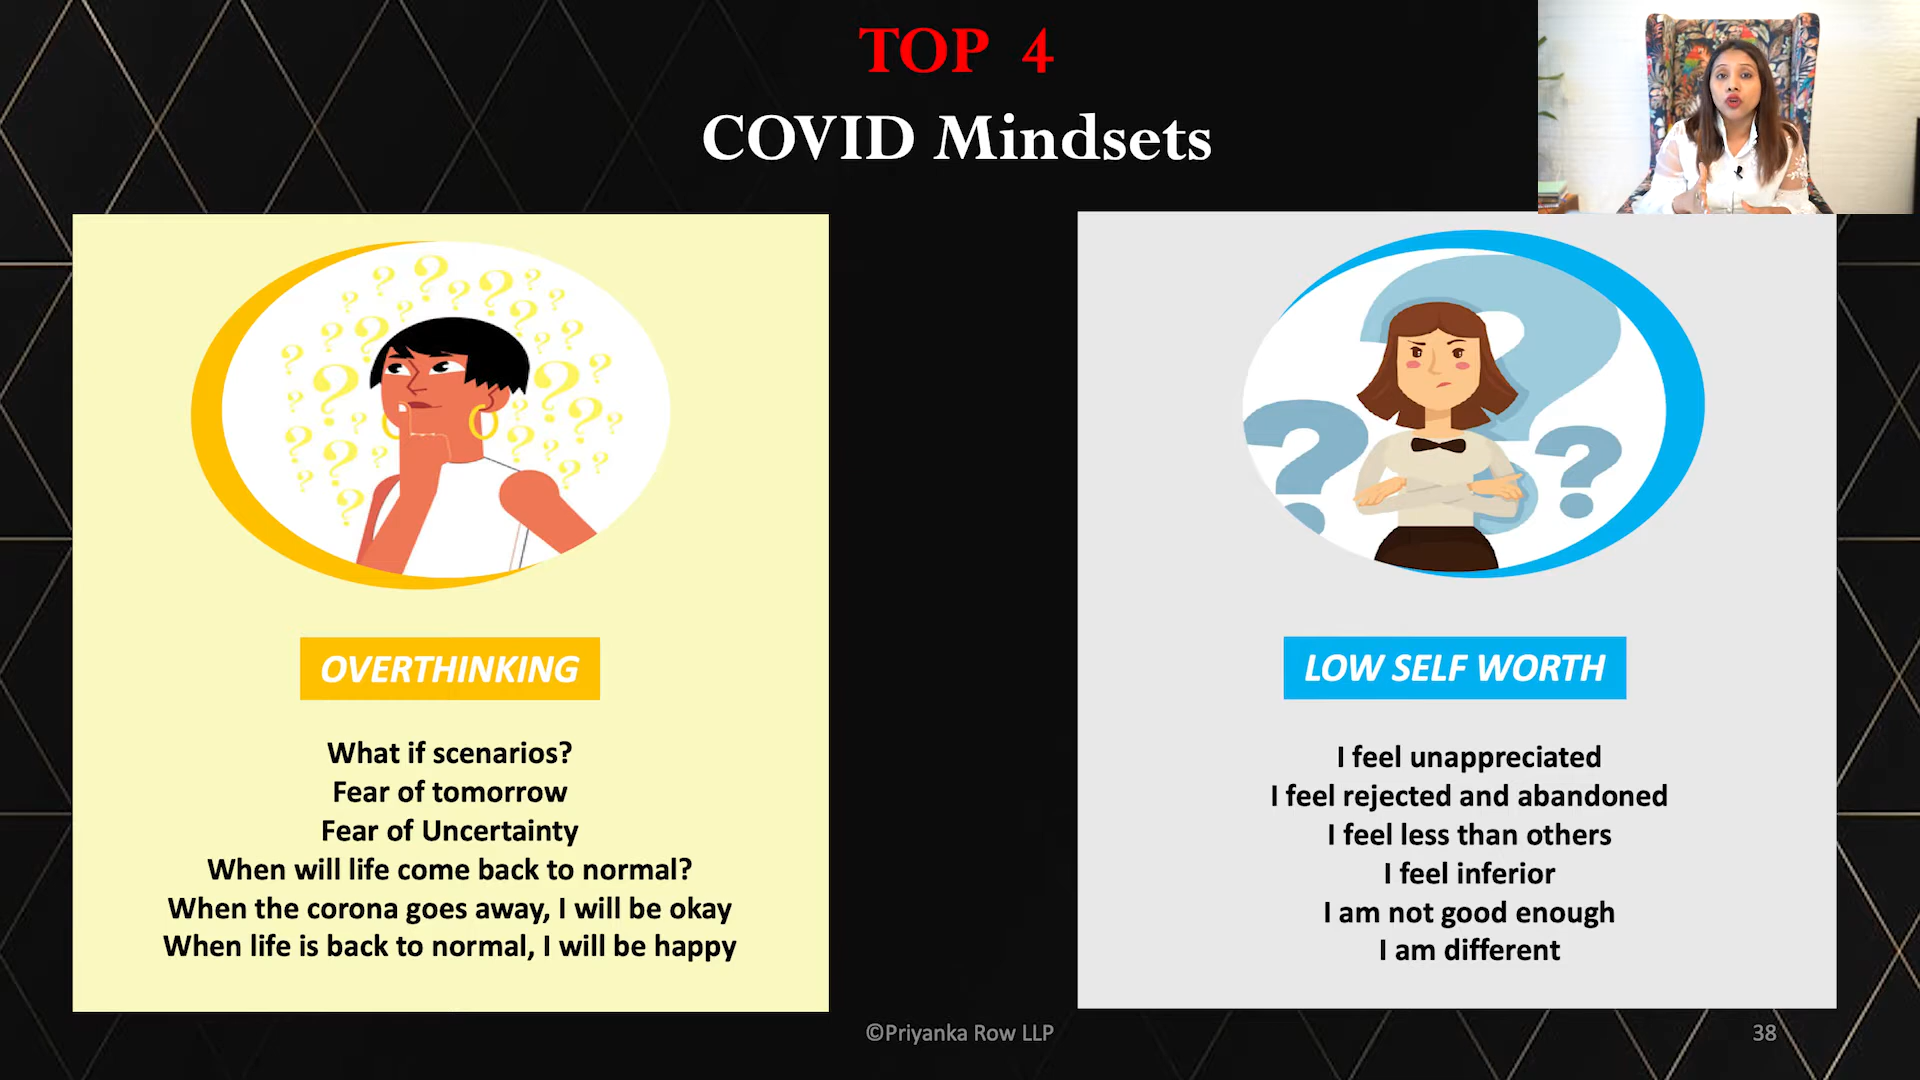 TOP 4
COVID Mindsets
OVERTHINKING
What if scenarios?
Fear of tomorrow
Fear of Uncertainty
When will life come back to normal?
When the corona goes away, I will be okay
When life is back to normal, I will be happy
LOW SELF WORTH
I feel unappreciated
I feel rejected and abandoned
I feel less than others
I feel inferior
I am not good enough
I am different
©Priyanka Row LLP
38